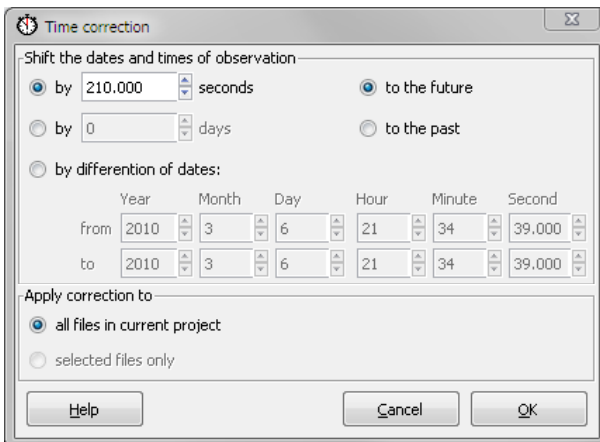 Time correction
Shift the dates and times of observation
by 210.000 seconds to the future
by 0 days to the past
by differention of dates:
Year Month Day Hour Minute Second
from 2010 3 6 21 34 39.000
to 2010 3 6 21 34 39.000
Apply correction to
all files in current project
selected files only
Help Cancel OK